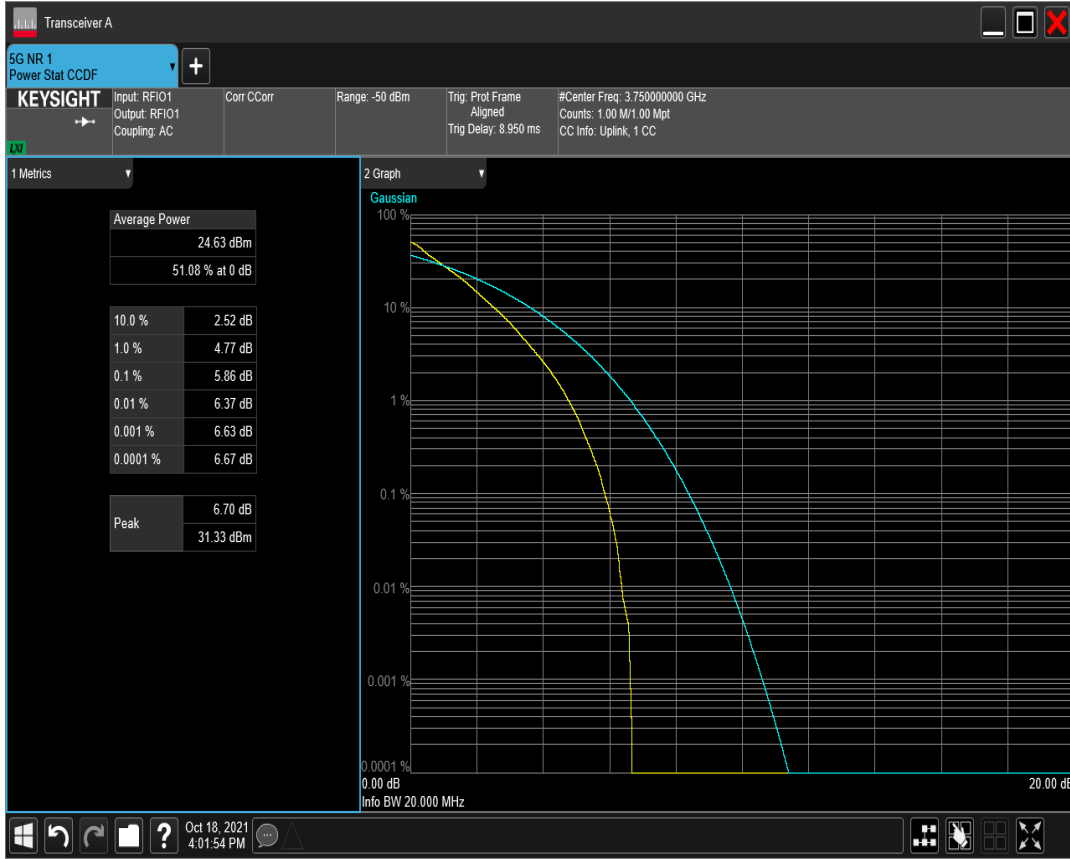 Transceiver A
5G NR 1
Power Stat CCDF
+
KEYSIGHT
LXI
Input: RFIO1
Output: RFIO1
Coupling: AC
Corr CCorr
Range: -50 dBm
Trig: Prot Frame
Aligned
Trig Delay: 8.950 ms
#Center Freq: 3.750000000 GHz
Counts: 1.00 M/1.00 Mpt
CC Info: Uplink, 1 CC
1 Metrics
Average Power
24.63 dBm
51.08 % at 0 dB
10.0 % 2.52 dB
1.0 % 4.77 dB
0.1 % 5.86 dB
0.01 % 6.37 dB
0.001 % 6.63 dB
0.0001 % 6.67 dB
Peak
6.70 dB
31.33 dBm
2 Graph
Gaussian
100 %
10 %
1 %
0.1 %
0.01 %
0.001 %
0.0001 %
0.00 dB 20.00 dB
Info BW 20.000 MHz
? Oct 18, 2021
4:01:54 PM